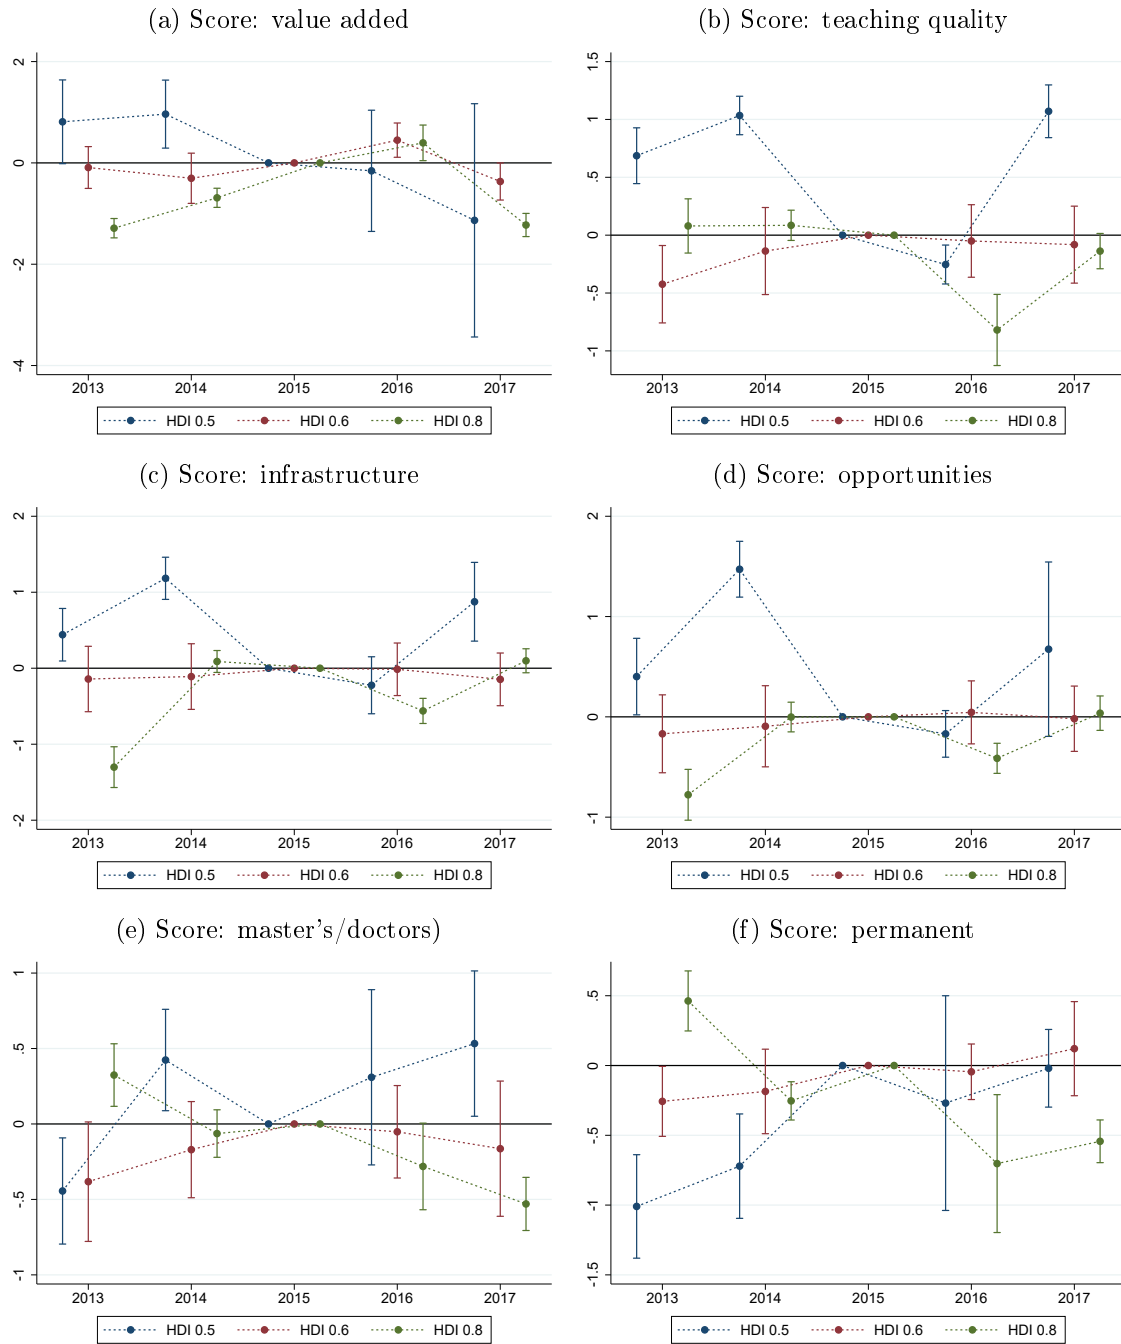 (a) Score: value added
2
0
-2
-4
2013 2014 2015 2016 2017
HDI 0.5 HDI 0.6 HDI 0.8
(b) Score: teaching quality
1.5
1
.5
0
-.5
-1
2013 2014 2015 2016 2017
HDI 0.5 HDI 0.6 HDI 0.8
(c) Score: infrastructure
2
1
0
-1
-2
2013 2014 2015 2016 2017
HDI 0.5 HDI 0.6 HDI 0.8
(d) Score: opportunities
2
1
0
-1
2013 2014 2015 2016 2017
HDI 0.5 HDI 0.6 HDI 0.8
(e) Score: master's/doctors)
1
.5
0
-.5
-1
2013 2014 2015 2016 2017
HDI 0.5 HDI 0.6 HDI 0.8
(f) Score: permanent
.5
0
-.5
-1
-1.5
2013 2014 2015 2016 2017
HDI 0.5 HDI 0.6 HDI 0.8